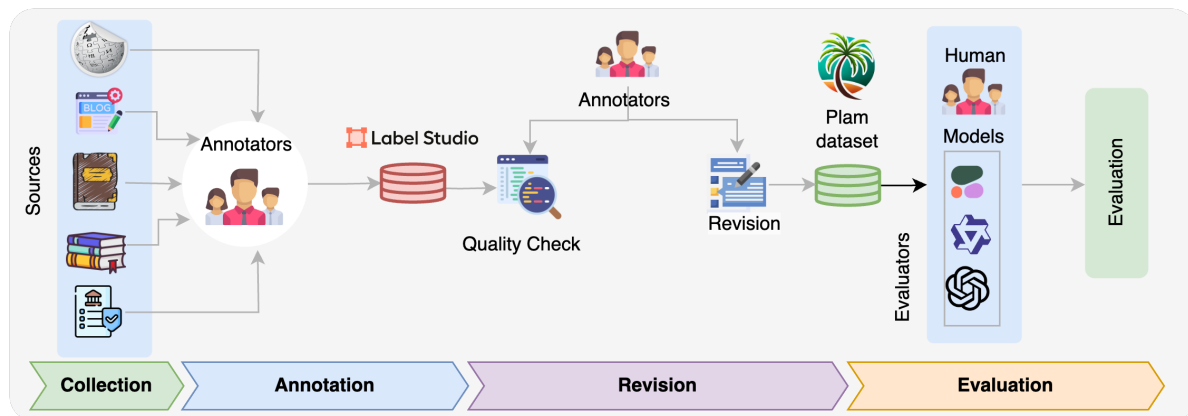 Sources
BLOG
Annotators
Label Studio
Quality Check
Annotators
Revision
Plam
dataset
Evaluators
Human
Models
Evaluation
Collection
Annotation
Revision
Evaluation